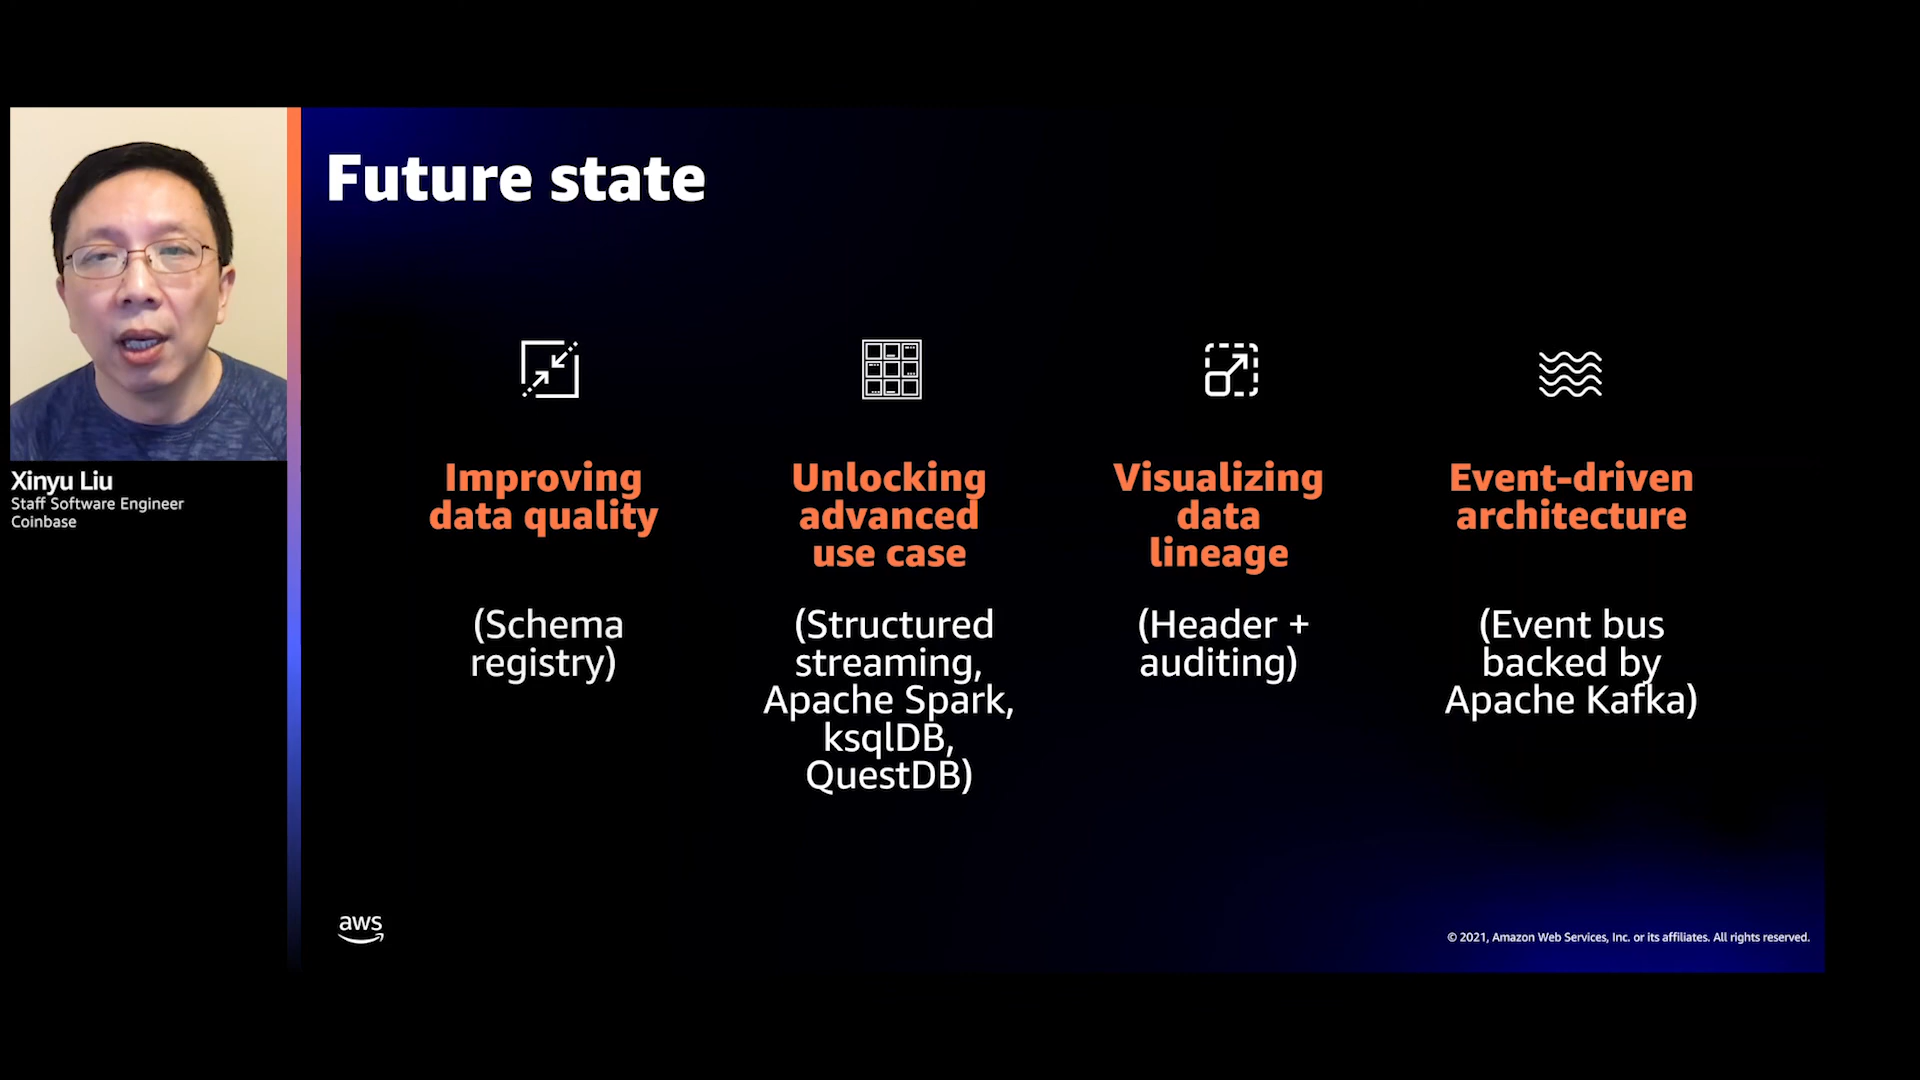 Future state
Xinyu Liu
Staff Software Engineer
Coinbase
Improving
data quality
(Schema
registry)
Unlocking
advanced
use case
(Structured
streaming,
Apache Spark,
ksqlDB,
QuestDB)
Visualizing
data
lineage
(Header +
auditing)
Event-driven
architecture
(Event bus
backed by
Apache Kafka)
aws
© 2021, Amazon Web Services, Inc. or its affiliates. All rights reserved.